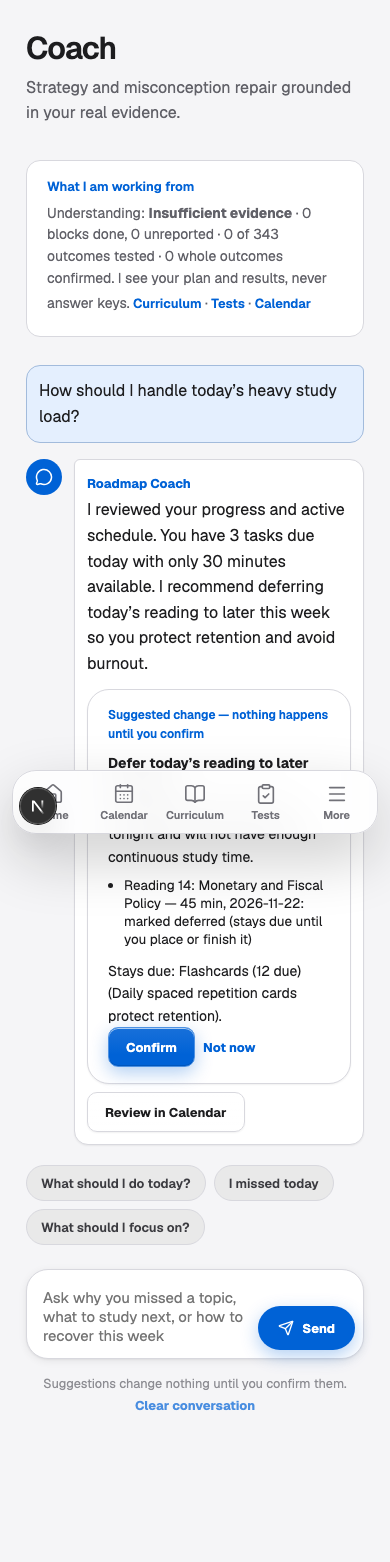 Coach
Strategy and misconception repair grounded
in your real evidence.
What I am working from
Understanding: Insufficient evidence · 0
blocks done, 0 unreported · 0 of 343
outcomes tested · 0 whole outcomes
confirmed. I see your plan and results, never
answer keys. Curriculum · Tests · Calendar
How should I handle today’s heavy study
load?
Roadmap Coach
I reviewed your progress and active
schedule. You have 3 tasks due
today with only 30 minutes
available. I recommend deferring
today’s reading to later this week
so you protect retention and avoid
burnout.
Suggested change — nothing happens
until you confirm
Defer today’s reading to later
N
me
Calendar
Curriculum
Tests
More
tonight and will not have enough
continuous study time.
• Reading 14: Monetary and Fiscal
Policy — 45 min, 2026-11-22:
marked deferred (stays due until
you place or finish it)
Stays due: Flashcards (12 due)
(Daily spaced repetition cards
protect retention).
Confirm
Not now
Review in Calendar
What should I do today?
I missed today
What should I focus on?
Ask why you missed a topic,
what to study next, or how to
recover this week
Send
Suggestions change nothing until you confirm them.
Clear conversation